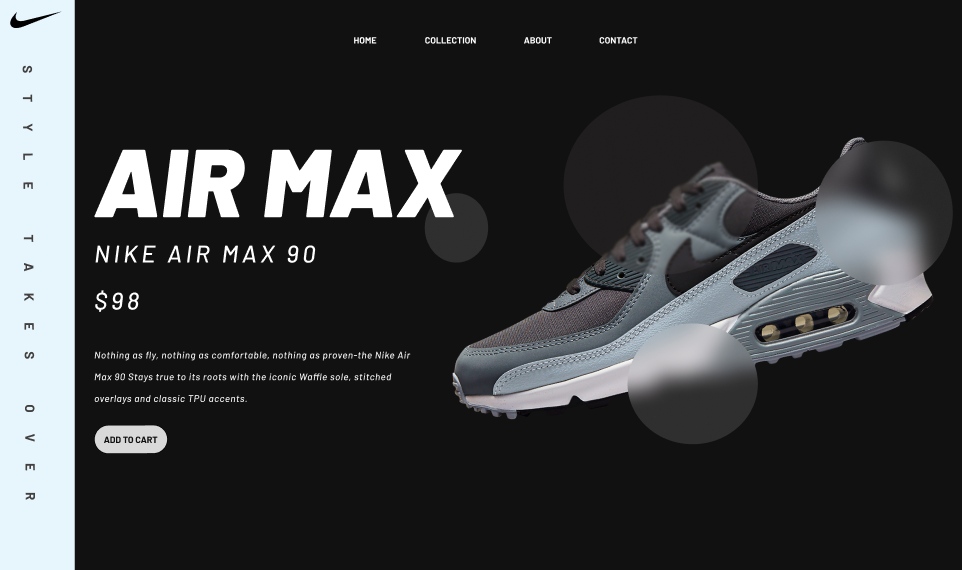 HOME COLLECTION ABOUT CONTACT
STYLE TAKES OVER
AIR MAX
NIKE AIR MAX 90
$98
Nothing as fly, nothing as comfortable, nothing as proven-the Nike Air
Max 90 Stays true to its roots with the iconic Waffle sole, stitched
overlays and classic TPU accents.
ADD TO CART